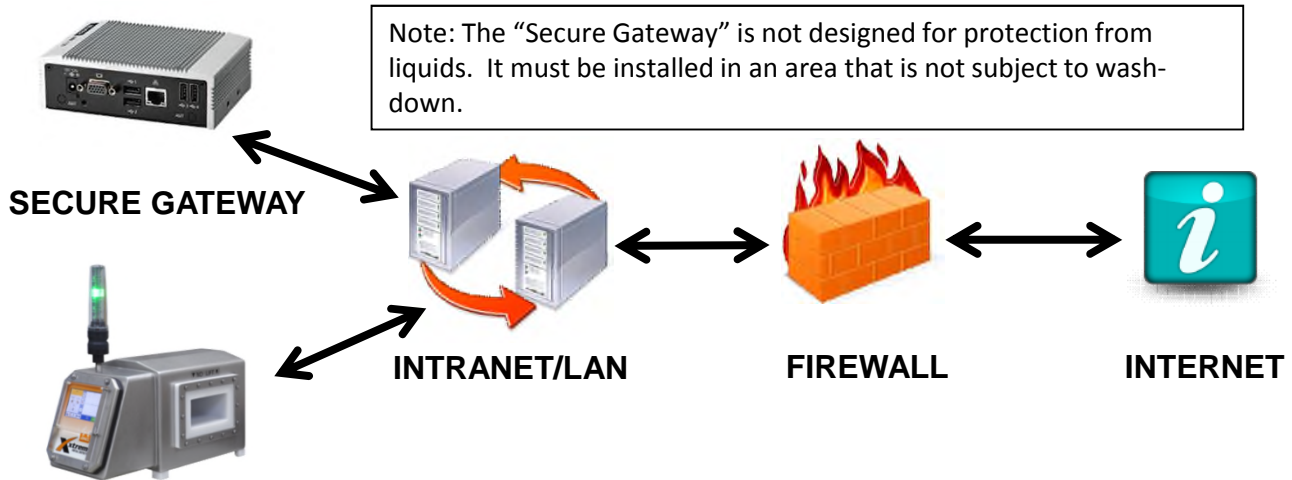 Note: The “Secure Gateway” is not designed for protection from
liquids.  It must be installed in an area that is not subject to wash-
down.
SECURE GATEWAY
INTRANET/LAN
FIREWALL
INTERNET
i